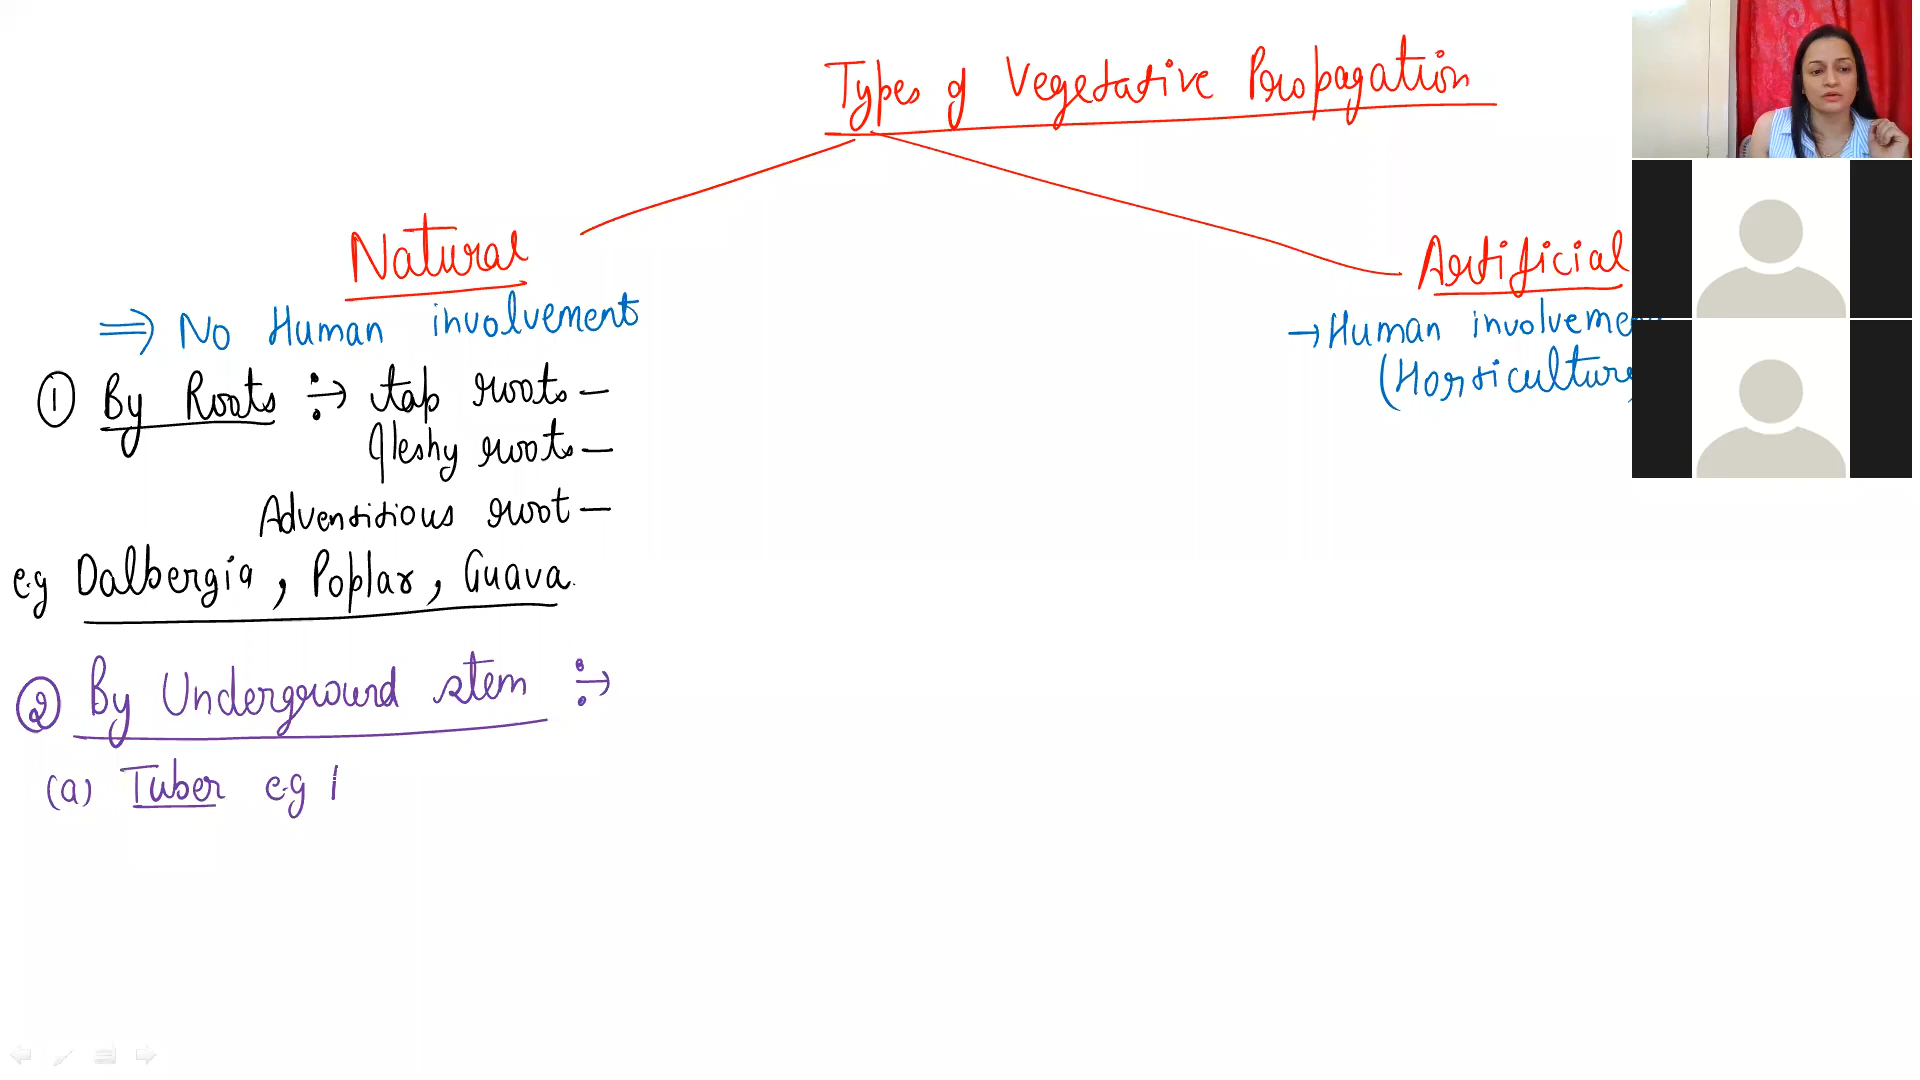 Types of Vegetative Propagation
Natural
Artificial
⇒ No Human involvement
→ Human involveme
(Horticulture
① By Roots :→ tap roots –
fleshy roots –
Adventitious root –
e.g Dalbergia, Poplar, Guava.
② By Underground stem :→
(a) Tuber e.g